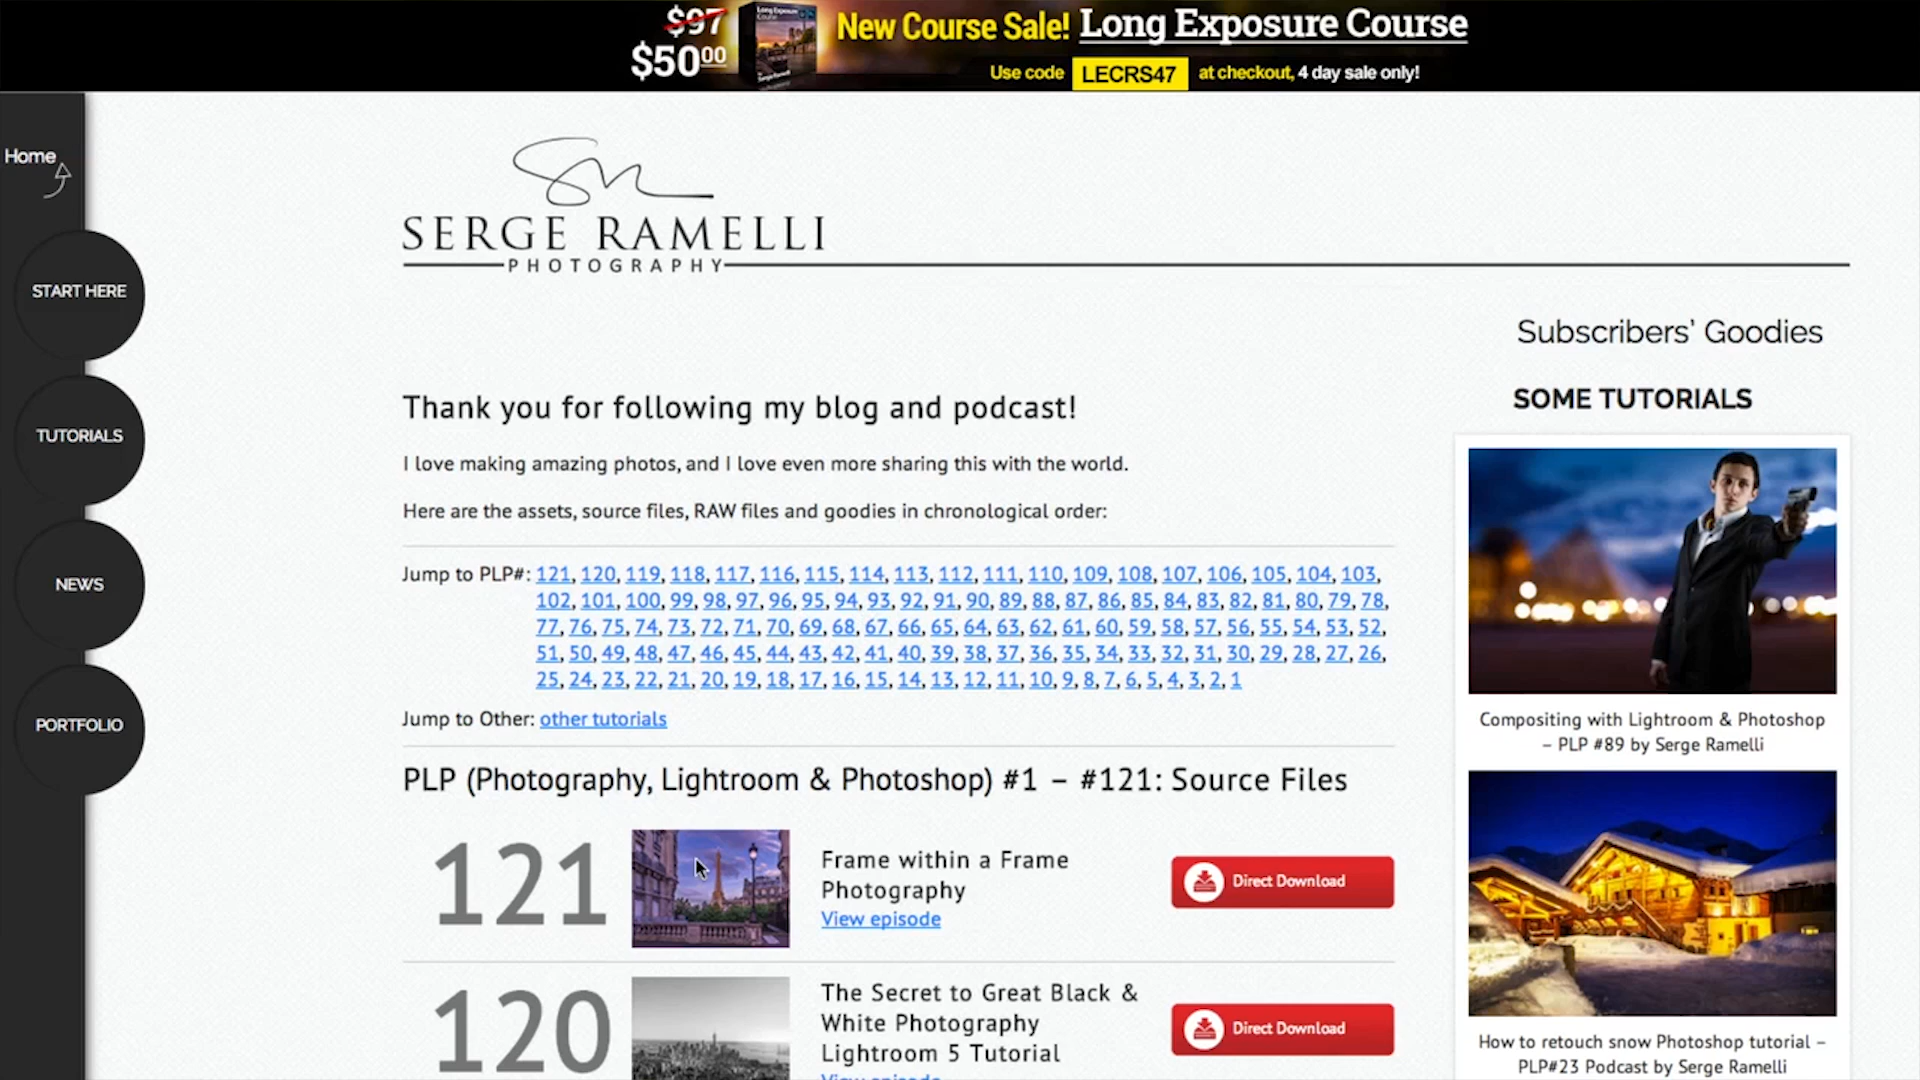 $97
$50.00
New Course Sale! Long Exposure Course
Use code LECRS47 at checkout, 4 day sale only!
Home
START HERE
TUTORIALS
NEWS
PORTFOLIO
SERGE RAMELLI
PHOTOGRAPHY
Thank you for following my blog and podcast!
I love making amazing photos, and I love even more sharing this with the world.
Here are the assets, source files, RAW files and goodies in chronological order:
Jump to PLP#: 121, 120, 119, 118, 117, 116, 115, 114, 113, 112, 111, 110, 109, 108, 107, 106, 105, 104, 103,
102, 101, 100, 99, 98, 97, 96, 95, 94, 93, 92, 91, 90, 89, 88, 87, 86, 85, 84, 83, 82, 81, 80, 79, 78,
77, 76, 75, 74, 73, 72, 71, 70, 69, 68, 67, 66, 65, 64, 63, 62, 61, 60, 59, 58, 57, 56, 55, 54, 53, 52,
51, 50, 49, 48, 47, 46, 45, 44, 43, 42, 41, 40, 39, 38, 37, 36, 35, 34, 33, 32, 31, 30, 29, 28, 27, 26,
25, 24, 23, 22, 21, 20, 19, 18, 17, 16, 15, 14, 13, 12, 11, 10, 9, 8, 7, 6, 5, 4, 3, 2, 1
Jump to Other: other tutorials
PLP (Photography, Lightroom & Photoshop) #1 – #121: Source Files
121
Frame within a Frame
Photography
View episode
Direct Download
120
The Secret to Great Black &
White Photography
Lightroom 5 Tutorial
View episode
Direct Download
Subscribers' Goodies
SOME TUTORIALS
Compositing with Lightroom & Photoshop
– PLP #89 by Serge Ramelli
How to retouch snow Photoshop tutorial –
PLP#23 Podcast by Serge Ramelli